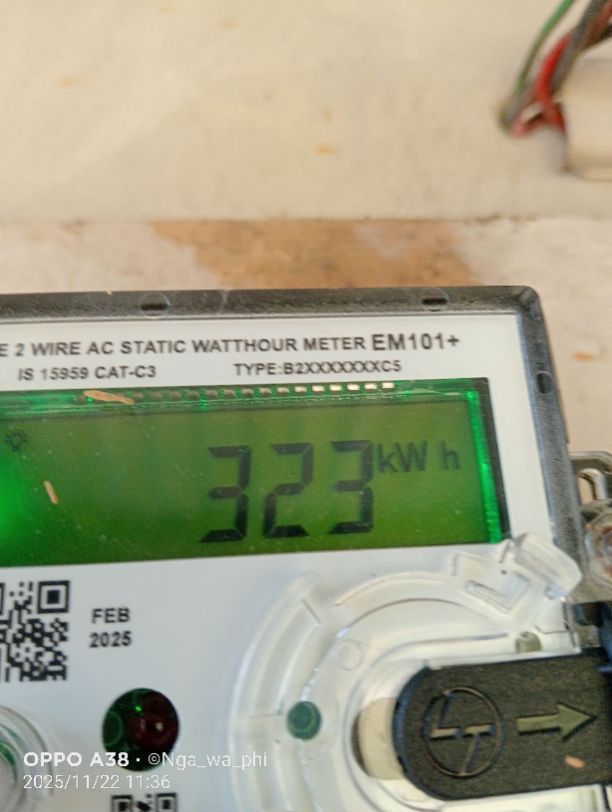 E 2 WIRE AC STATIC WATTHOUR METER EM101+
IS 15959 CAT-C3 TYPE:B2XXXXXXXC5
323 kW h
FEB
2025
LT
OPPO A38 · ©Nga_wa_phi
2025/11/22 11:36